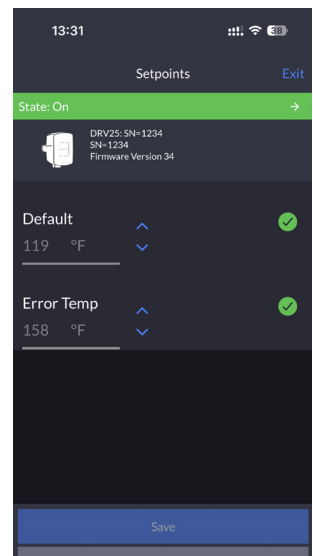 13:31
38
Setpoints
Exit
State: On
DRV25: SN=1234
SN=1234
Firmware Version 34
Default
119 °F
Error Temp
158 °F
Save